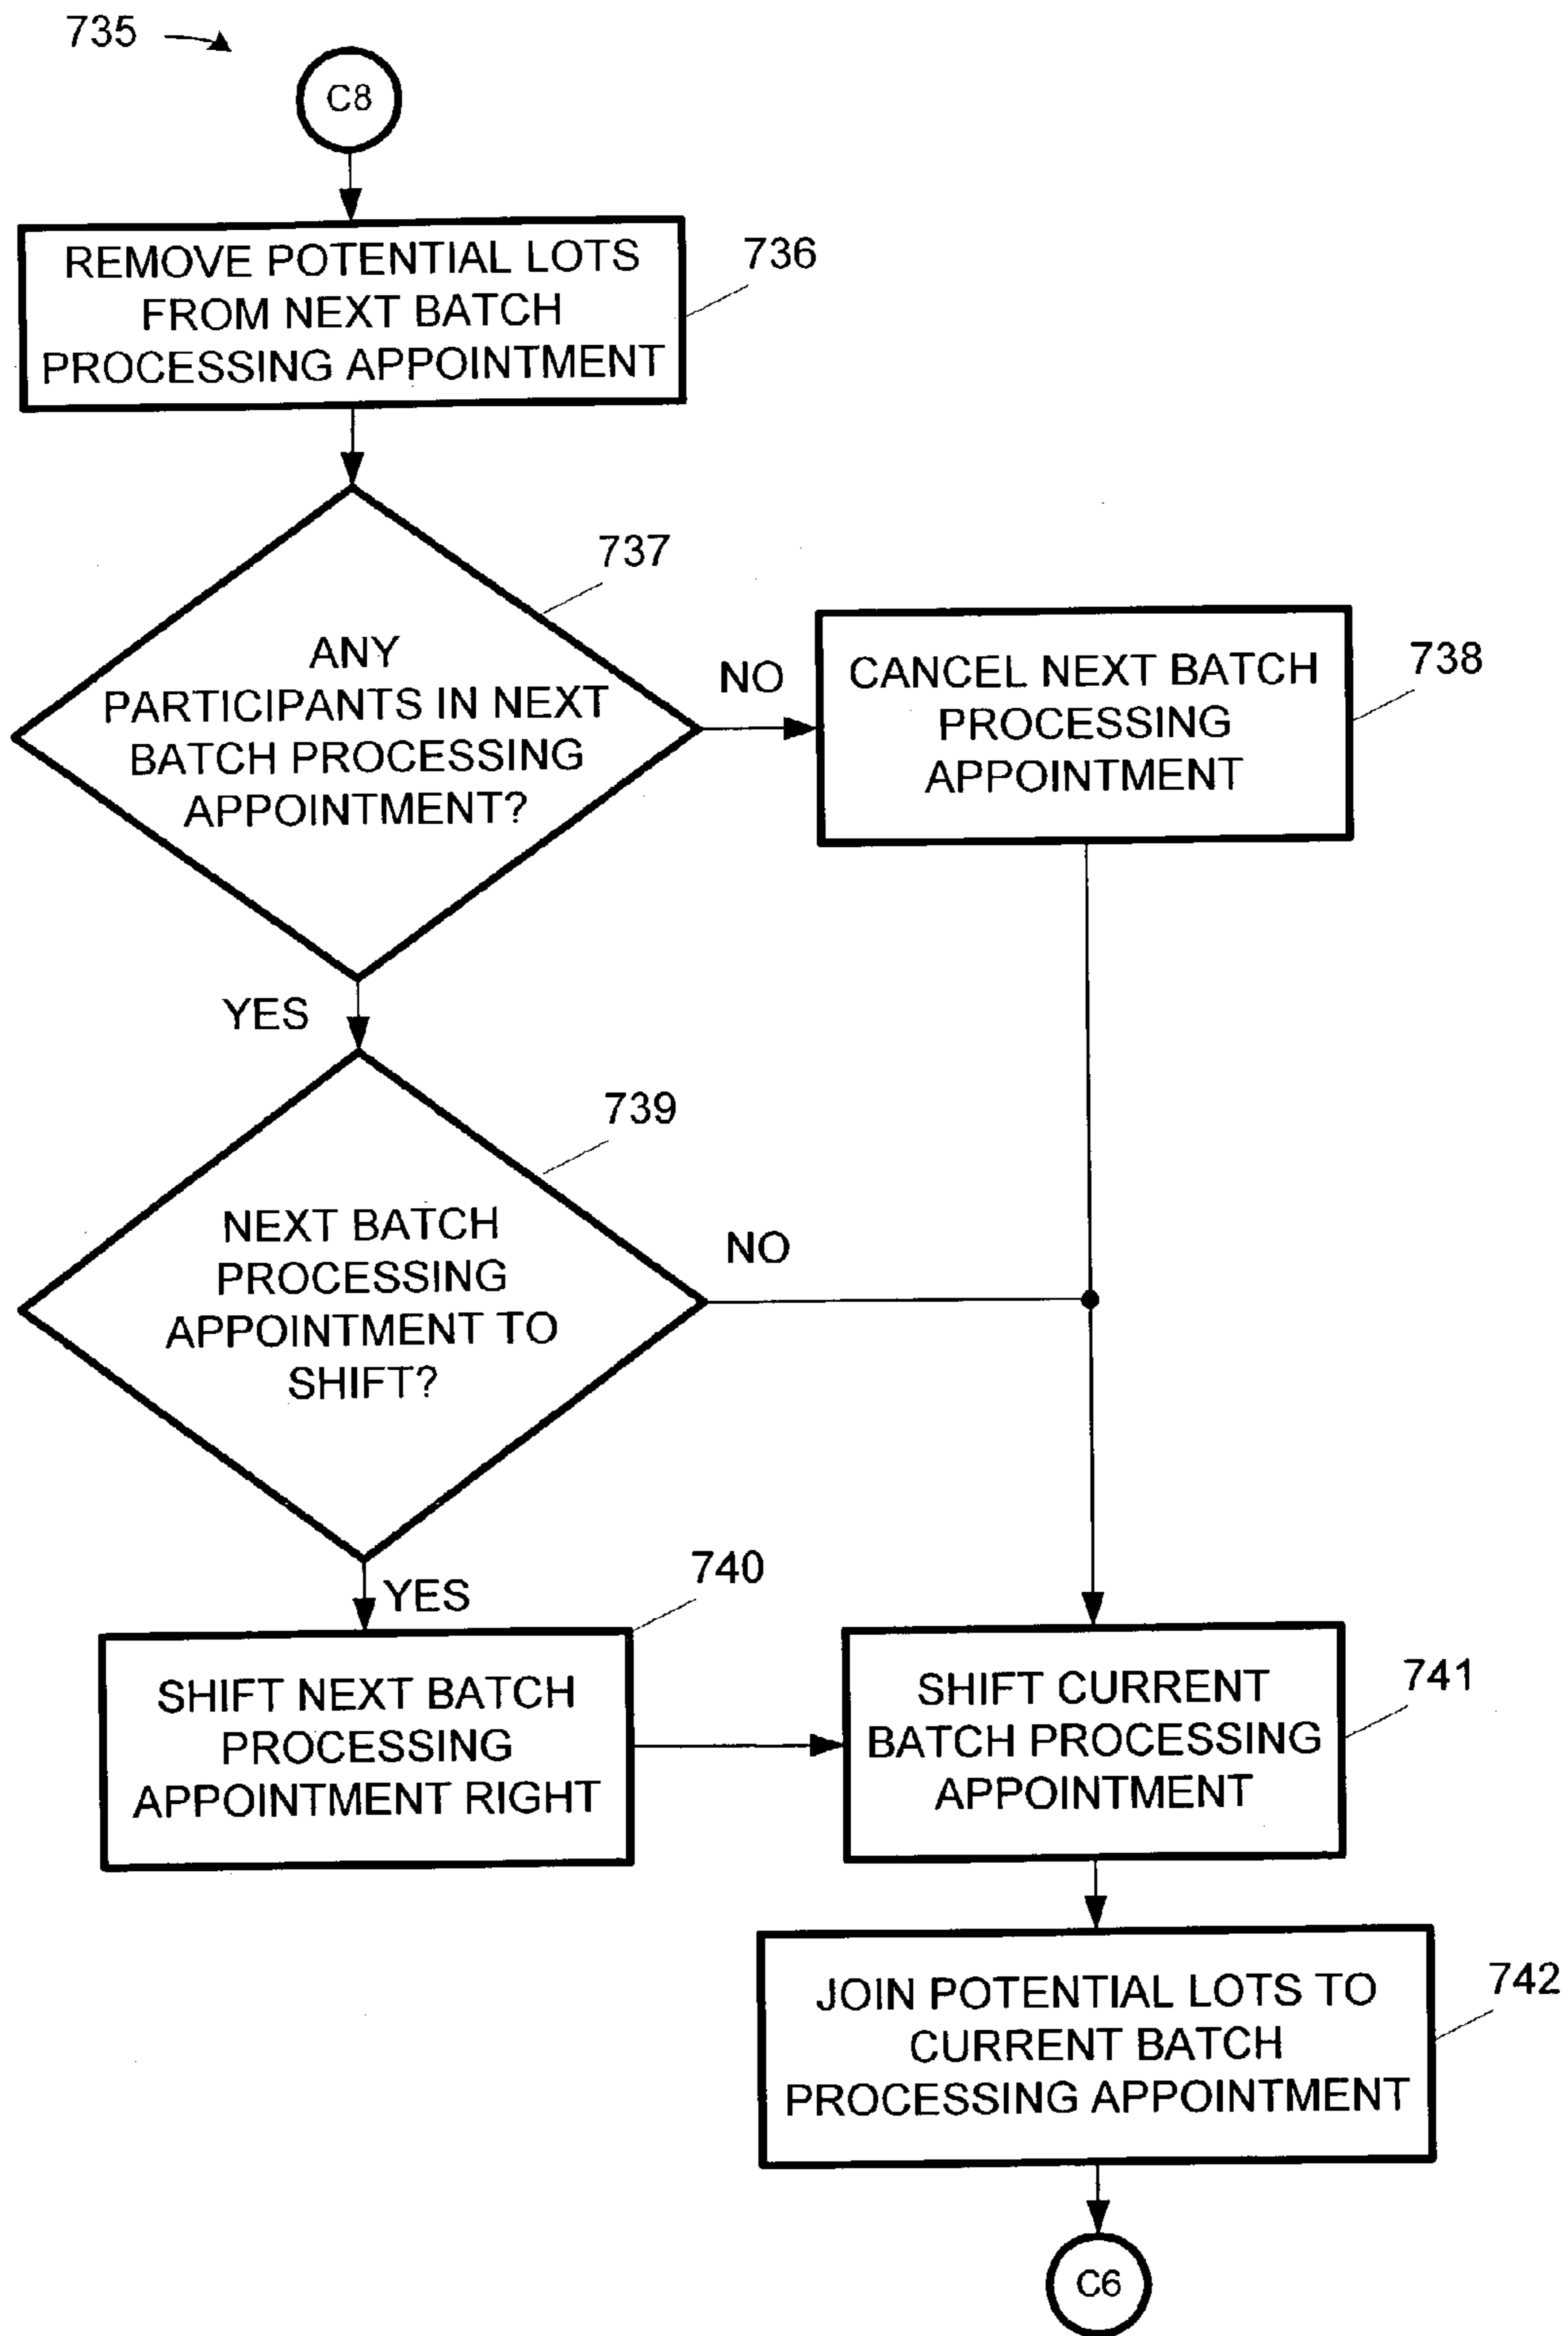 735
C8
REMOVE POTENTIAL LOTS
FROM NEXT BATCH
PROCESSING APPOINTMENT
736
737
ANY
PARTICIPANTS IN NEXT
BATCH PROCESSING
APPOINTMENT?
NO
CANCEL NEXT BATCH
PROCESSING
APPOINTMENT
738
YES
739
NEXT BATCH
PROCESSING
APPOINTMENT TO
SHIFT?
NO
YES
740
SHIFT NEXT BATCH
PROCESSING
APPOINTMENT RIGHT
SHIFT CURRENT
BATCH PROCESSING
APPOINTMENT
741
JOIN POTENTIAL LOTS TO
CURRENT BATCH
PROCESSING APPOINTMENT
742
C6